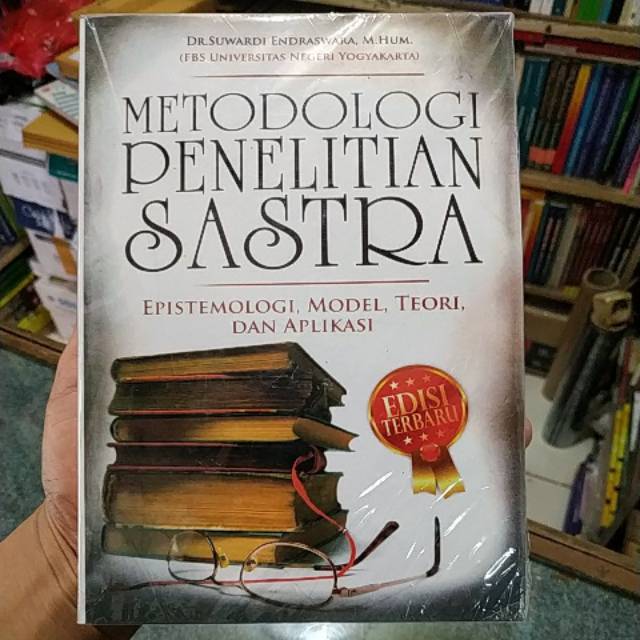 DR.SUWARDI ENDRASWARA, M.HUM.
(FBS UNIVERSITAS NEGERI YOGYAKARTA)
METODOLOGI
PENELITIAN
SASTRA
EPISTEMOLOGI, MODEL, TEORI,
DAN APLIKASI
EDISI
TERBARU